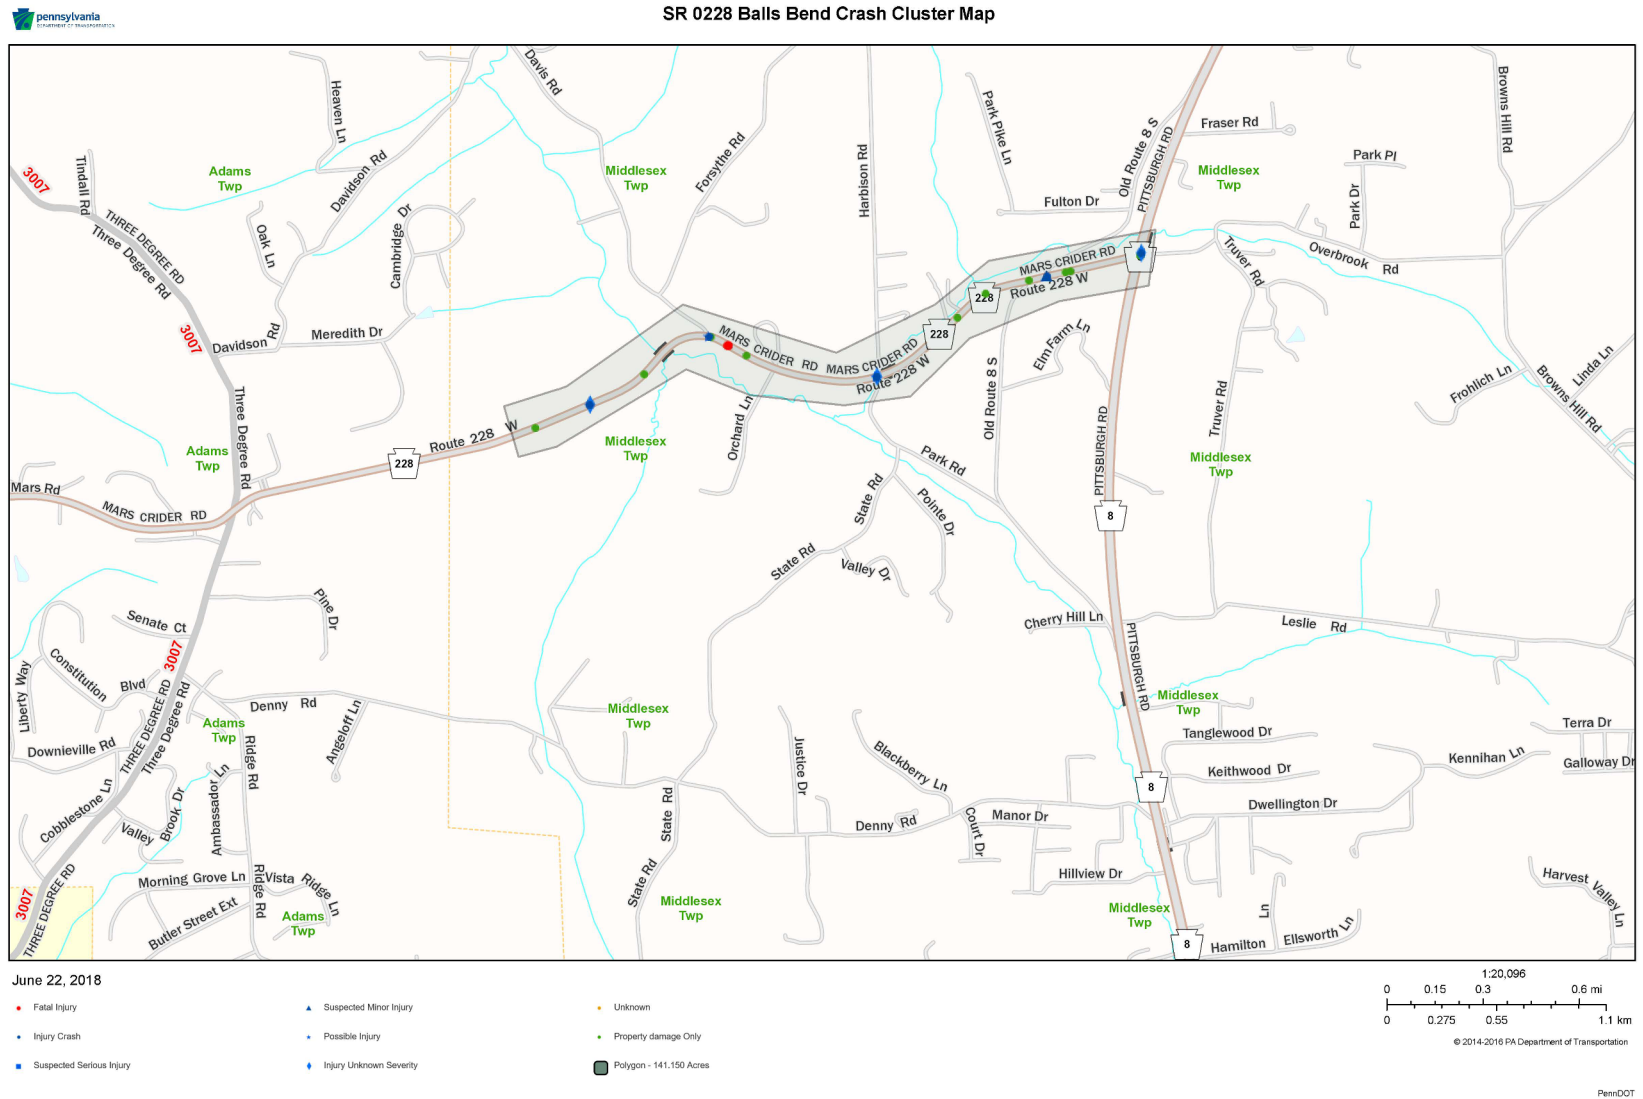 pennsylvania
DEPARTMENT OF TRANSPORTATION
SR 0228 Balls Bend Crash Cluster Map
Davis Rd
Heaven Ln
Park Pike Ln
Old Route 8 S
PITTSBURGH RD
Fraser Rd
Browns Hill Rd
3007
Tindall Rd
Adams
Twp
Davidson Rd
Middlesex
Twp
Forsythe Rd
Harbison Rd
Middlesex
Twp
Park Pl
Park Dr
Fulton Dr
THREE DEGREE RD
Three Degree Rd
Oak Ln
Cambridge Dr
MARS CRIDER RD
Route 228 W
228
Truver Rd
Overbrook Rd
3007
Davidson Rd
Meredith Dr
MARS CRIDER RD
MARS CRIDER RD
Route 228 W
228
Elm Farm Ln
Old Route 8 S
Frohlich Ln
Linda Ln
Browns Hill Rd
Three Degree Rd
Adams
Twp
Route 228 W
228
Middlesex
Twp
Orchard Ln
Park Rd
PITTSBURGH RD
Truver Rd
Middlesex
Twp
Mars Rd
MARS CRIDER RD
State Rd
Pointe Dr
8
State Rd
Valley Dr
Pine Dr
Senate Ct
Cherry Hill Ln
Leslie Rd
3007
Constitution Blvd
Liberty Way
PITTSBURGH RD
Denny Rd
Angeloff Ln
Middlesex
Twp
Middlesex
Twp
Adams
Twp
THREE DEGREE RD
Three Degree Rd
Downieville Rd
Ridge Rd
Justice Dr
Blackberry Ln
Tanglewood Dr
Terra Dr
Kennihan Ln
Galloway Dr
Keithwood Dr
8
Cobblestone Ln
Valley Brook Dr
Ambassador Ln
State Rd
Denny Rd
Court Dr
Manor Dr
Dwellington Dr
Hillview Dr
Morning Grove Ln
Vista Ridge Ln
Ridge Rd
State Rd
Harvest Valley Ln
3007
THREE DEGREE RD
Butler Street Ext
Adams
Twp
Middlesex
Twp
Middlesex
Twp
Ln
8
Hamilton
Ellsworth Ln
June 22, 2018
Fatal Injury
Injury Crash
Suspected Serious Injury
Suspected Minor Injury
Possible Injury
Injury Unknown Severity
Unknown
Property damage Only
Polygon - 141.150 Acres
1:20,096
0 0.15 0.3 0.6 mi
0 0.275 0.55 1.1 km
© 2014-2016 PA Department of Transportation
PennDOT